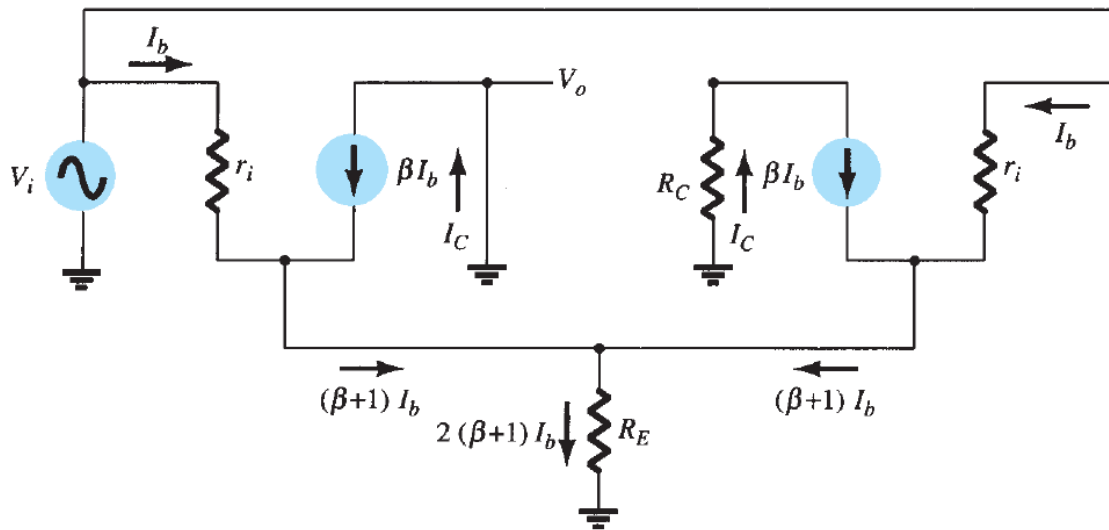 I_b
V_o
I_b
V_i
r_i
βI_b
R_C
βI_b
r_i
I_C
I_C
(β+1) I_b
(β+1) I_b
2 (β+1) I_b
R_E